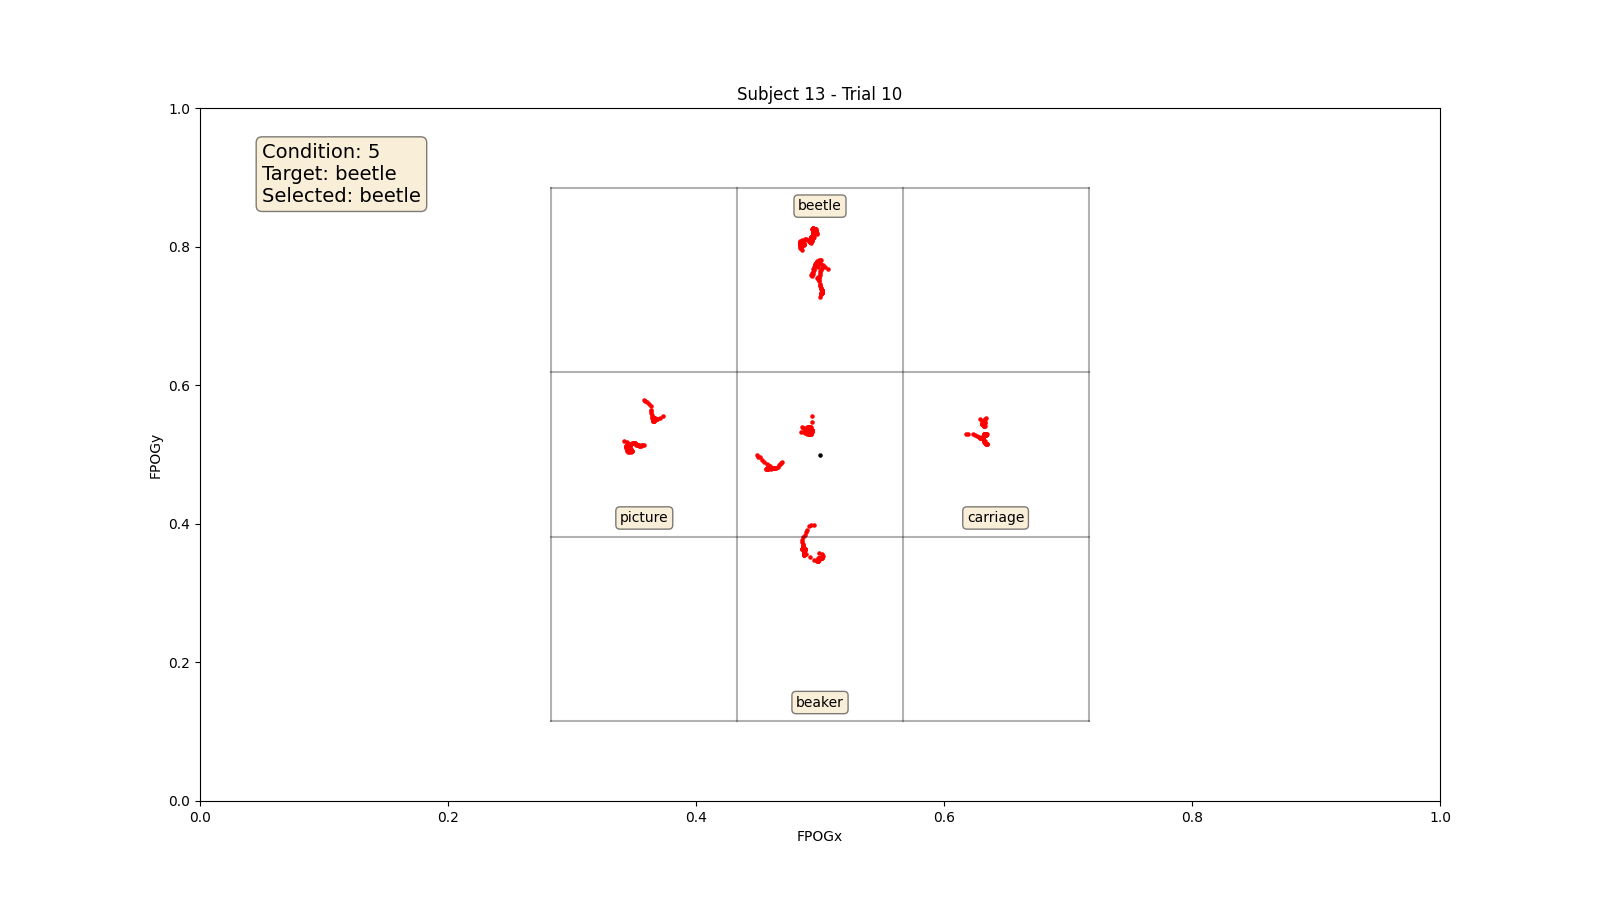 Subject 13 - Trial 10
1.0
Condition: 5
Target: beetle
Selected: beetle
beetle
0.8
0.6
FPOGy
picture
carriage
0.4
0.2
beaker
0.0
0.0 0.2 0.4 0.6 0.8 1.0
FPOGx